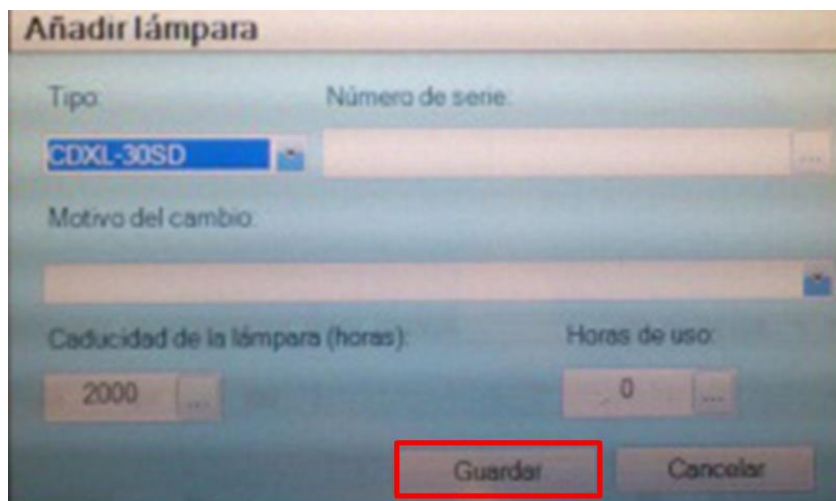 Añadir lámpara
Tipo: Número de serie:
CDXL-30SD ...
Motivo del cambio:
Caducidad de la lámpara (horas): Horas de uso:
2000 ... 0 ...
Guardar Cancelar